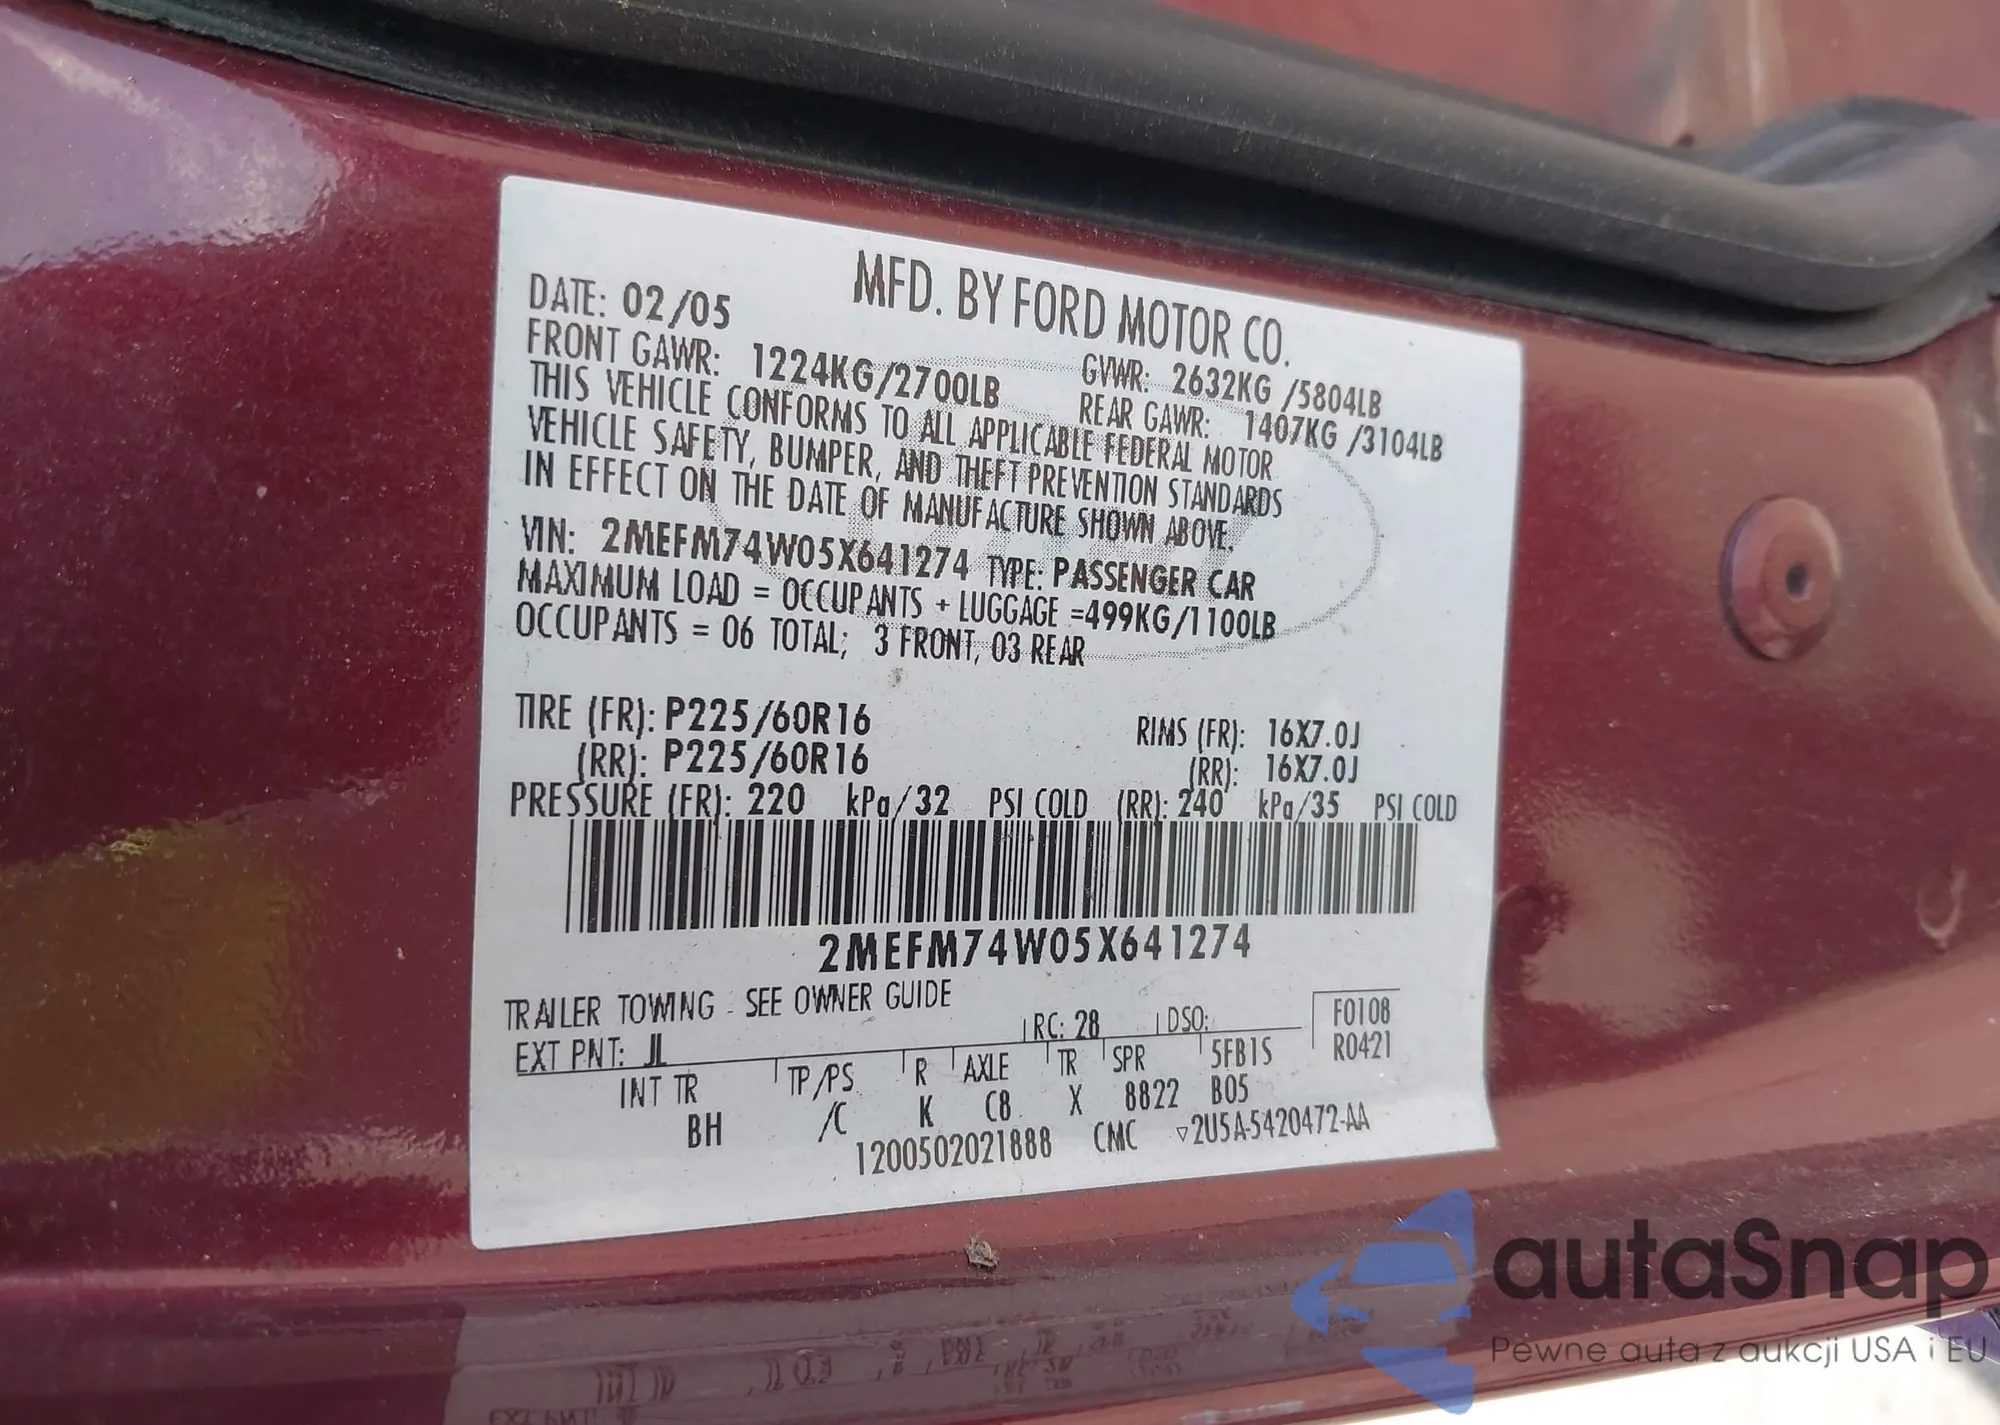 MFD. BY FORD MOTOR CO.
DATE: 02/05
GVWR: 2632KG /5804LB
FRONT GAWR: 1224KG/2700LB
REAR GAWR: 1407KG /3104LB
THIS VEHICLE CONFORMS TO ALL APPLICABLE FEDERAL MOTOR
VEHICLE SAFETY, BUMPER, AND THEFT PREVENTION STANDARDS
IN EFFECT ON THE DATE OF MANUFACTURE SHOWN ABOVE.
VIN: 2MEFM74W05X641274 TYPE: PASSENGER CAR
MAXIMUM LOAD = OCCUPANTS + LUGGAGE =499KG/1100LB
OCCUPANTS = 06 TOTAL; 3 FRONT, 03 REAR
TIRE (FR): P225/60R16 RIMS (FR): 16X7.0J
(RR): P225/60R16 (RR): 16X7.0J
PRESSURE (FR): 220 kPa/32 PSI COLD (RR): 240 kPa/35 PSI COLD
2MEFM74W05X641274
TRAILER TOWING - SEE OWNER GUIDE
EXT PNT: JL RC: 28 DSO: F0108
R0421
INT TR TP/PS R AXLE TR SPR 5FB1S
BH /C K C8 X 8822 B05
1200502021888 CMC ▽2U5A-5420472-AA
autaSnap
Pewne auta z aukcji USA i EU